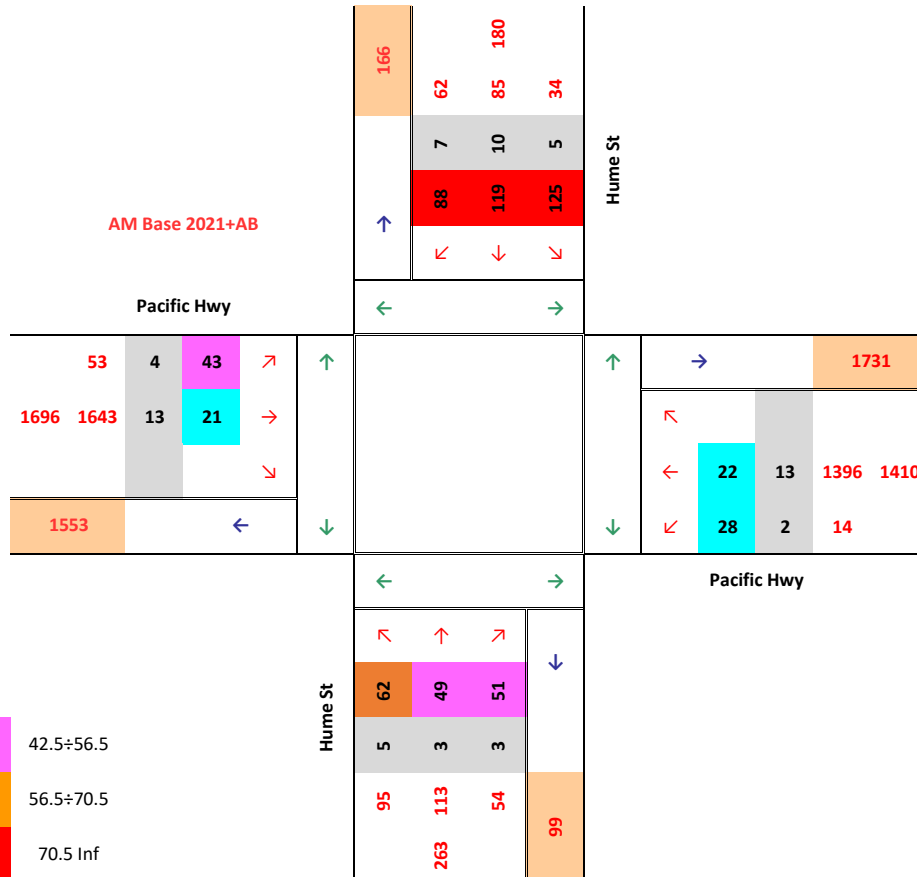 180
166
62 85 34
7 10 5
Hume St
88 119 125
AM Base 2021+AB
↑
↙ ↓ ↘
Pacific Hwy
← →
53 4 43 ↗ ↑ ↑ → 1731
1696 1643 13 21 → ↖
↘ ← 22 13 1396 1410
1553 ← ↓ ↓ ↙ 28 2 14
← → Pacific Hwy
↖ ↑ ↗
↓
62 49 51
Hume St
42.5÷56.5
5 3 3
56.5÷70.5
95 113 54
99
70.5 Inf
263